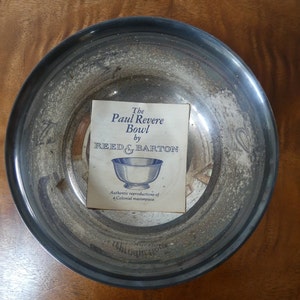 The
Paul Revere
Bowl
by
REED & BARTON
Authentic reproductions of
a Colonial masterpiece